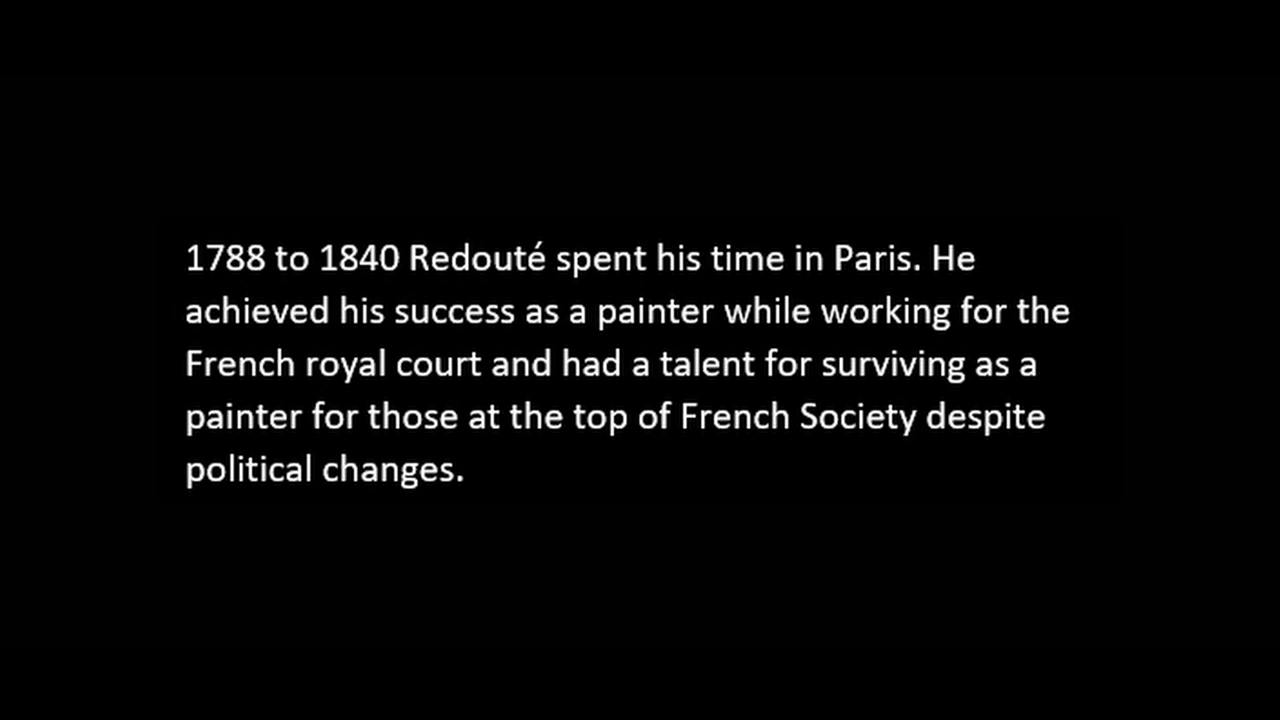 1788 to 1840 Redouté spent his time in Paris. He
achieved his success as a painter while working for the
French royal court and had a talent for surviving as a
painter for those at the top of French Society despite
political changes.